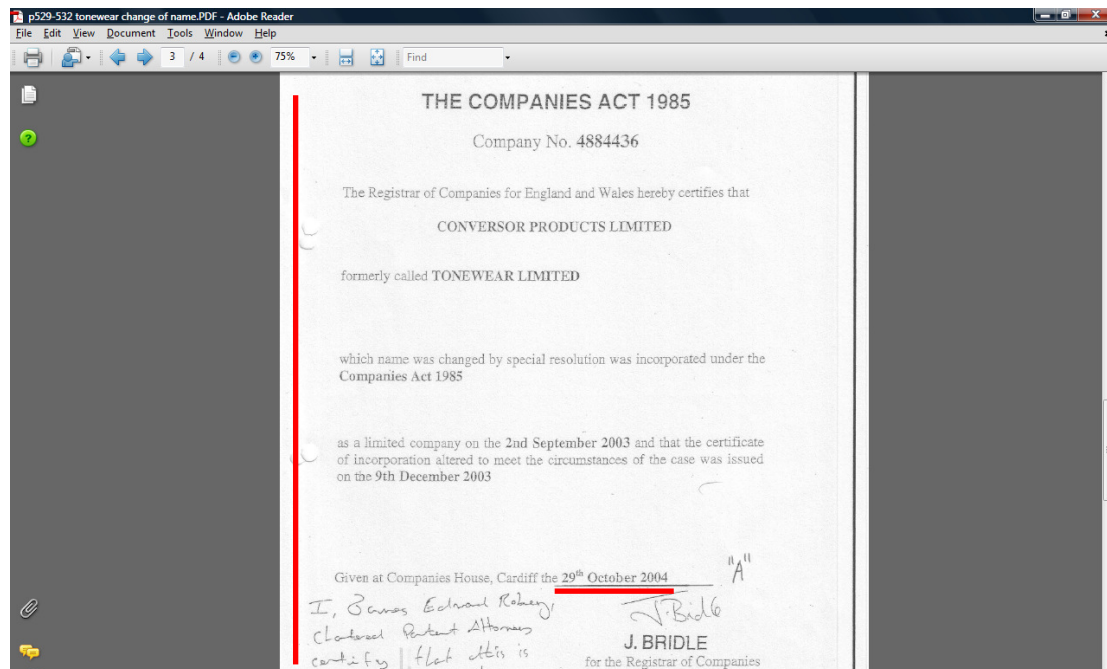 p529-532 tonewear change of name.PDF - Adobe Reader
File Edit View Document Tools Window Help
3 / 4 75% Find
THE COMPANIES ACT 1985
Company No. 4884436
The Registrar of Companies for England and Wales hereby certifies that
CONVERSOR PRODUCTS LIMITED
formerly called TONEWEAR LIMITED
which name was changed by special resolution was incorporated under the
Companies Act 1985
as a limited company on the 2nd September 2003 and that the certificate
of incorporation altered to meet the circumstances of the case was issued
on the 9th December 2003
"A"
Given at Companies House, Cardiff the 29th October 2004
I, James Edward
Chartered Patent Attorney
certify that this is
J. Bridle
J. BRIDLE
for the Registrar of Companies